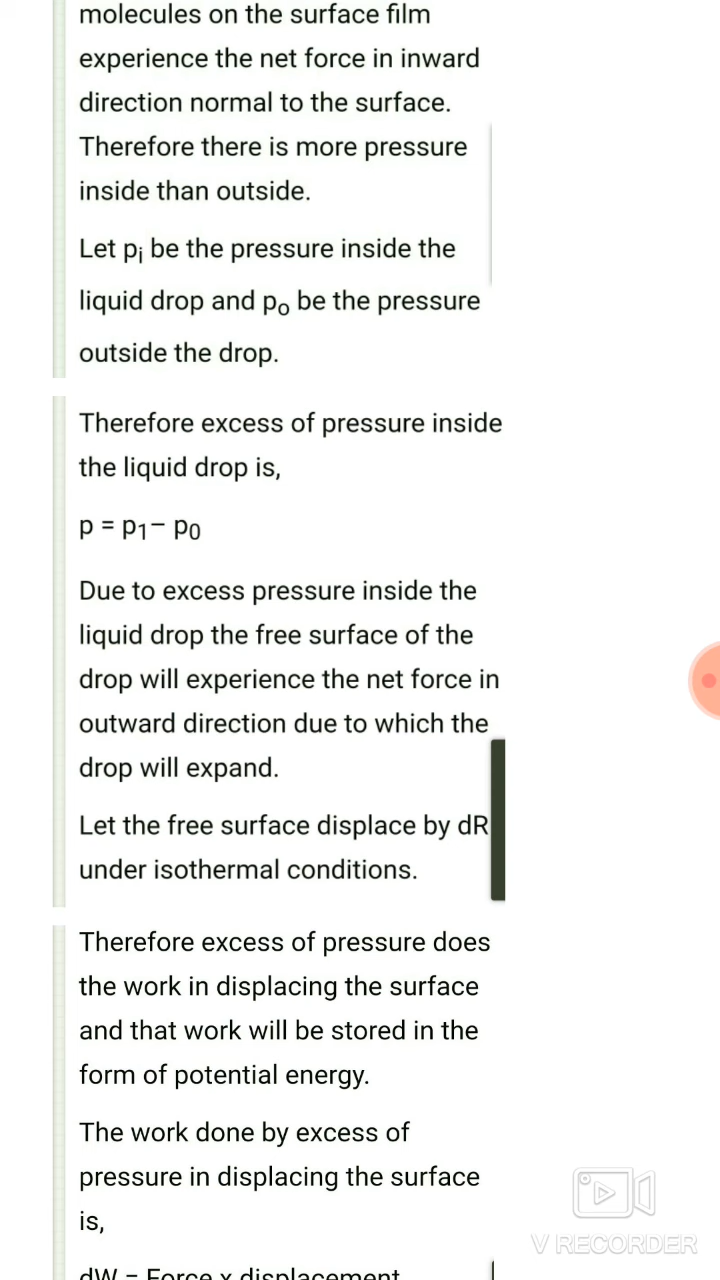 molecules on the surface film
experience the net force in inward
direction normal to the surface.
Therefore there is more pressure
inside than outside.
Let pᵢ be the pressure inside the
liquid drop and pₒ be the pressure
outside the drop.
Therefore excess of pressure inside
the liquid drop is,
p = p₁− p₀
Due to excess pressure inside the
liquid drop the free surface of the
drop will experience the net force in
outward direction due to which the
drop will expand.
Let the free surface displace by dR
under isothermal conditions.
Therefore excess of pressure does
the work in displacing the surface
and that work will be stored in the
form of potential energy.
The work done by excess of
pressure in displacing the surface
is,
dW = Force x displacement
V RECORDER